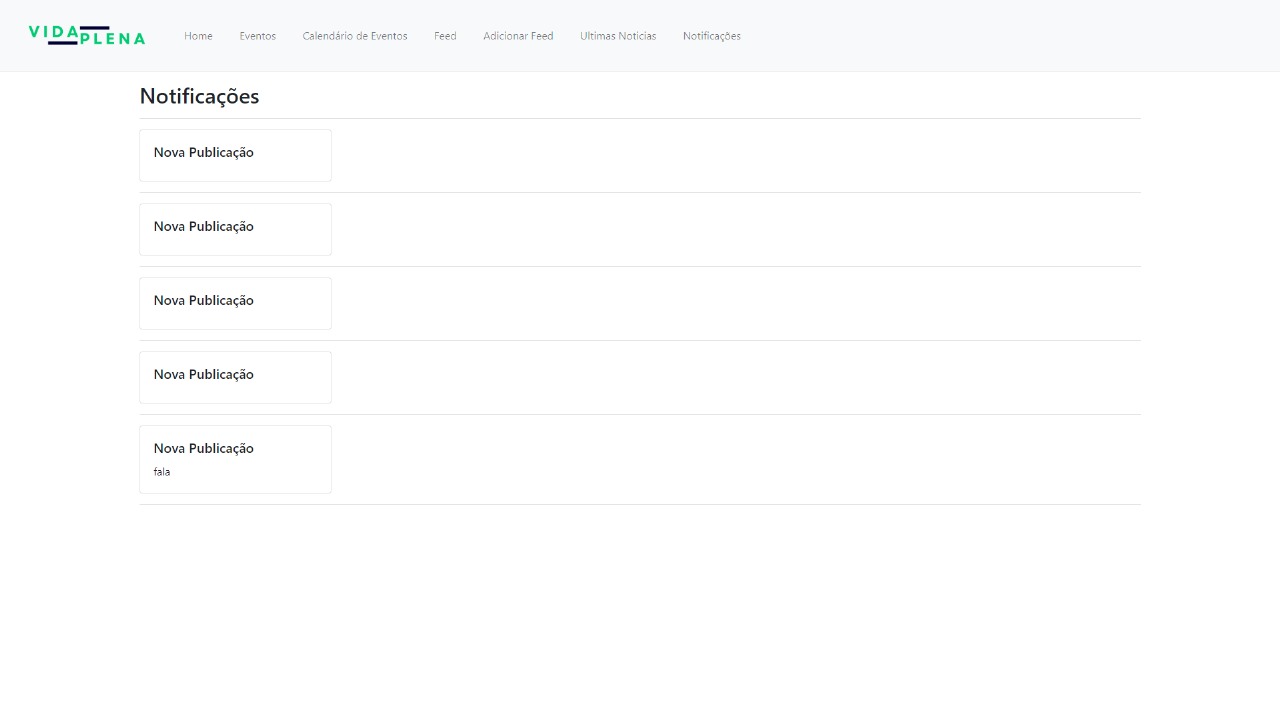 VIDA
PLENA
Home Eventos Calendário de Eventos Feed Adicionar Feed Ultimas Noticias Notificações
Notificações
Nova Publicação
Nova Publicação
Nova Publicação
Nova Publicação
Nova Publicação
fala